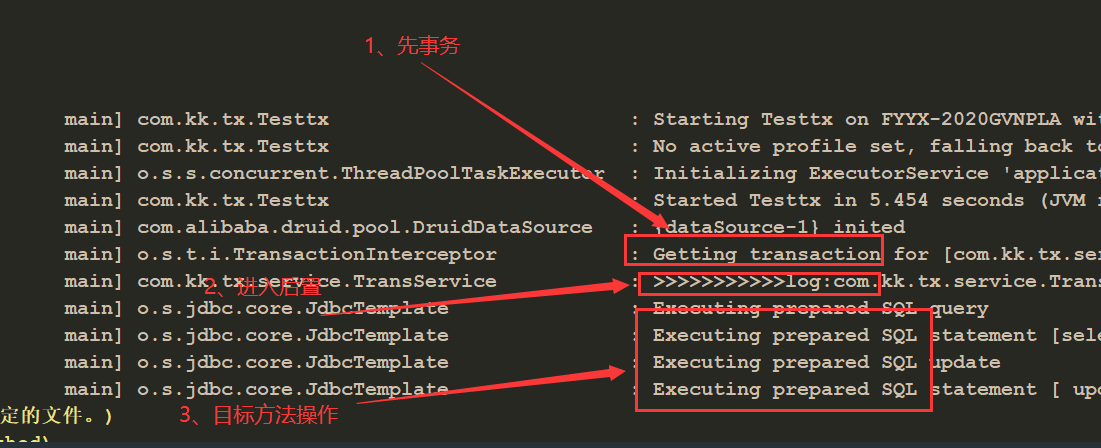 1、先事务
main] com.kk.tx.Testtx : Starting Testtx on FYYX-2020GVNPLA wit
main] com.kk.tx.Testtx : No active profile set, falling back to
main] o.s.s.concurrent.ThreadPoolTaskExecutor : Initializing ExecutorService 'applicat
main] com.kk.tx.Testtx : Started Testtx in 5.454 seconds (JVM
main] com.alibaba.druid.pool.DruidDataSource : {dataSource-1} inited
main] o.s.t.i.TransactionInterceptor : Getting transaction for [com.kk.tx.ser
main] com.kk.tx.service.TransService : >>>>>>>>>>>log:com.kk.tx.service.Trans
2、进入后置
main] o.s.jdbc.core.JdbcTemplate : Executing prepared SQL query
main] o.s.jdbc.core.JdbcTemplate : Executing prepared SQL statement [sele
main] o.s.jdbc.core.JdbcTemplate : Executing prepared SQL update
main] o.s.jdbc.core.JdbcTemplate : Executing prepared SQL statement [ upd
定的文件。)
3、目标方法操作